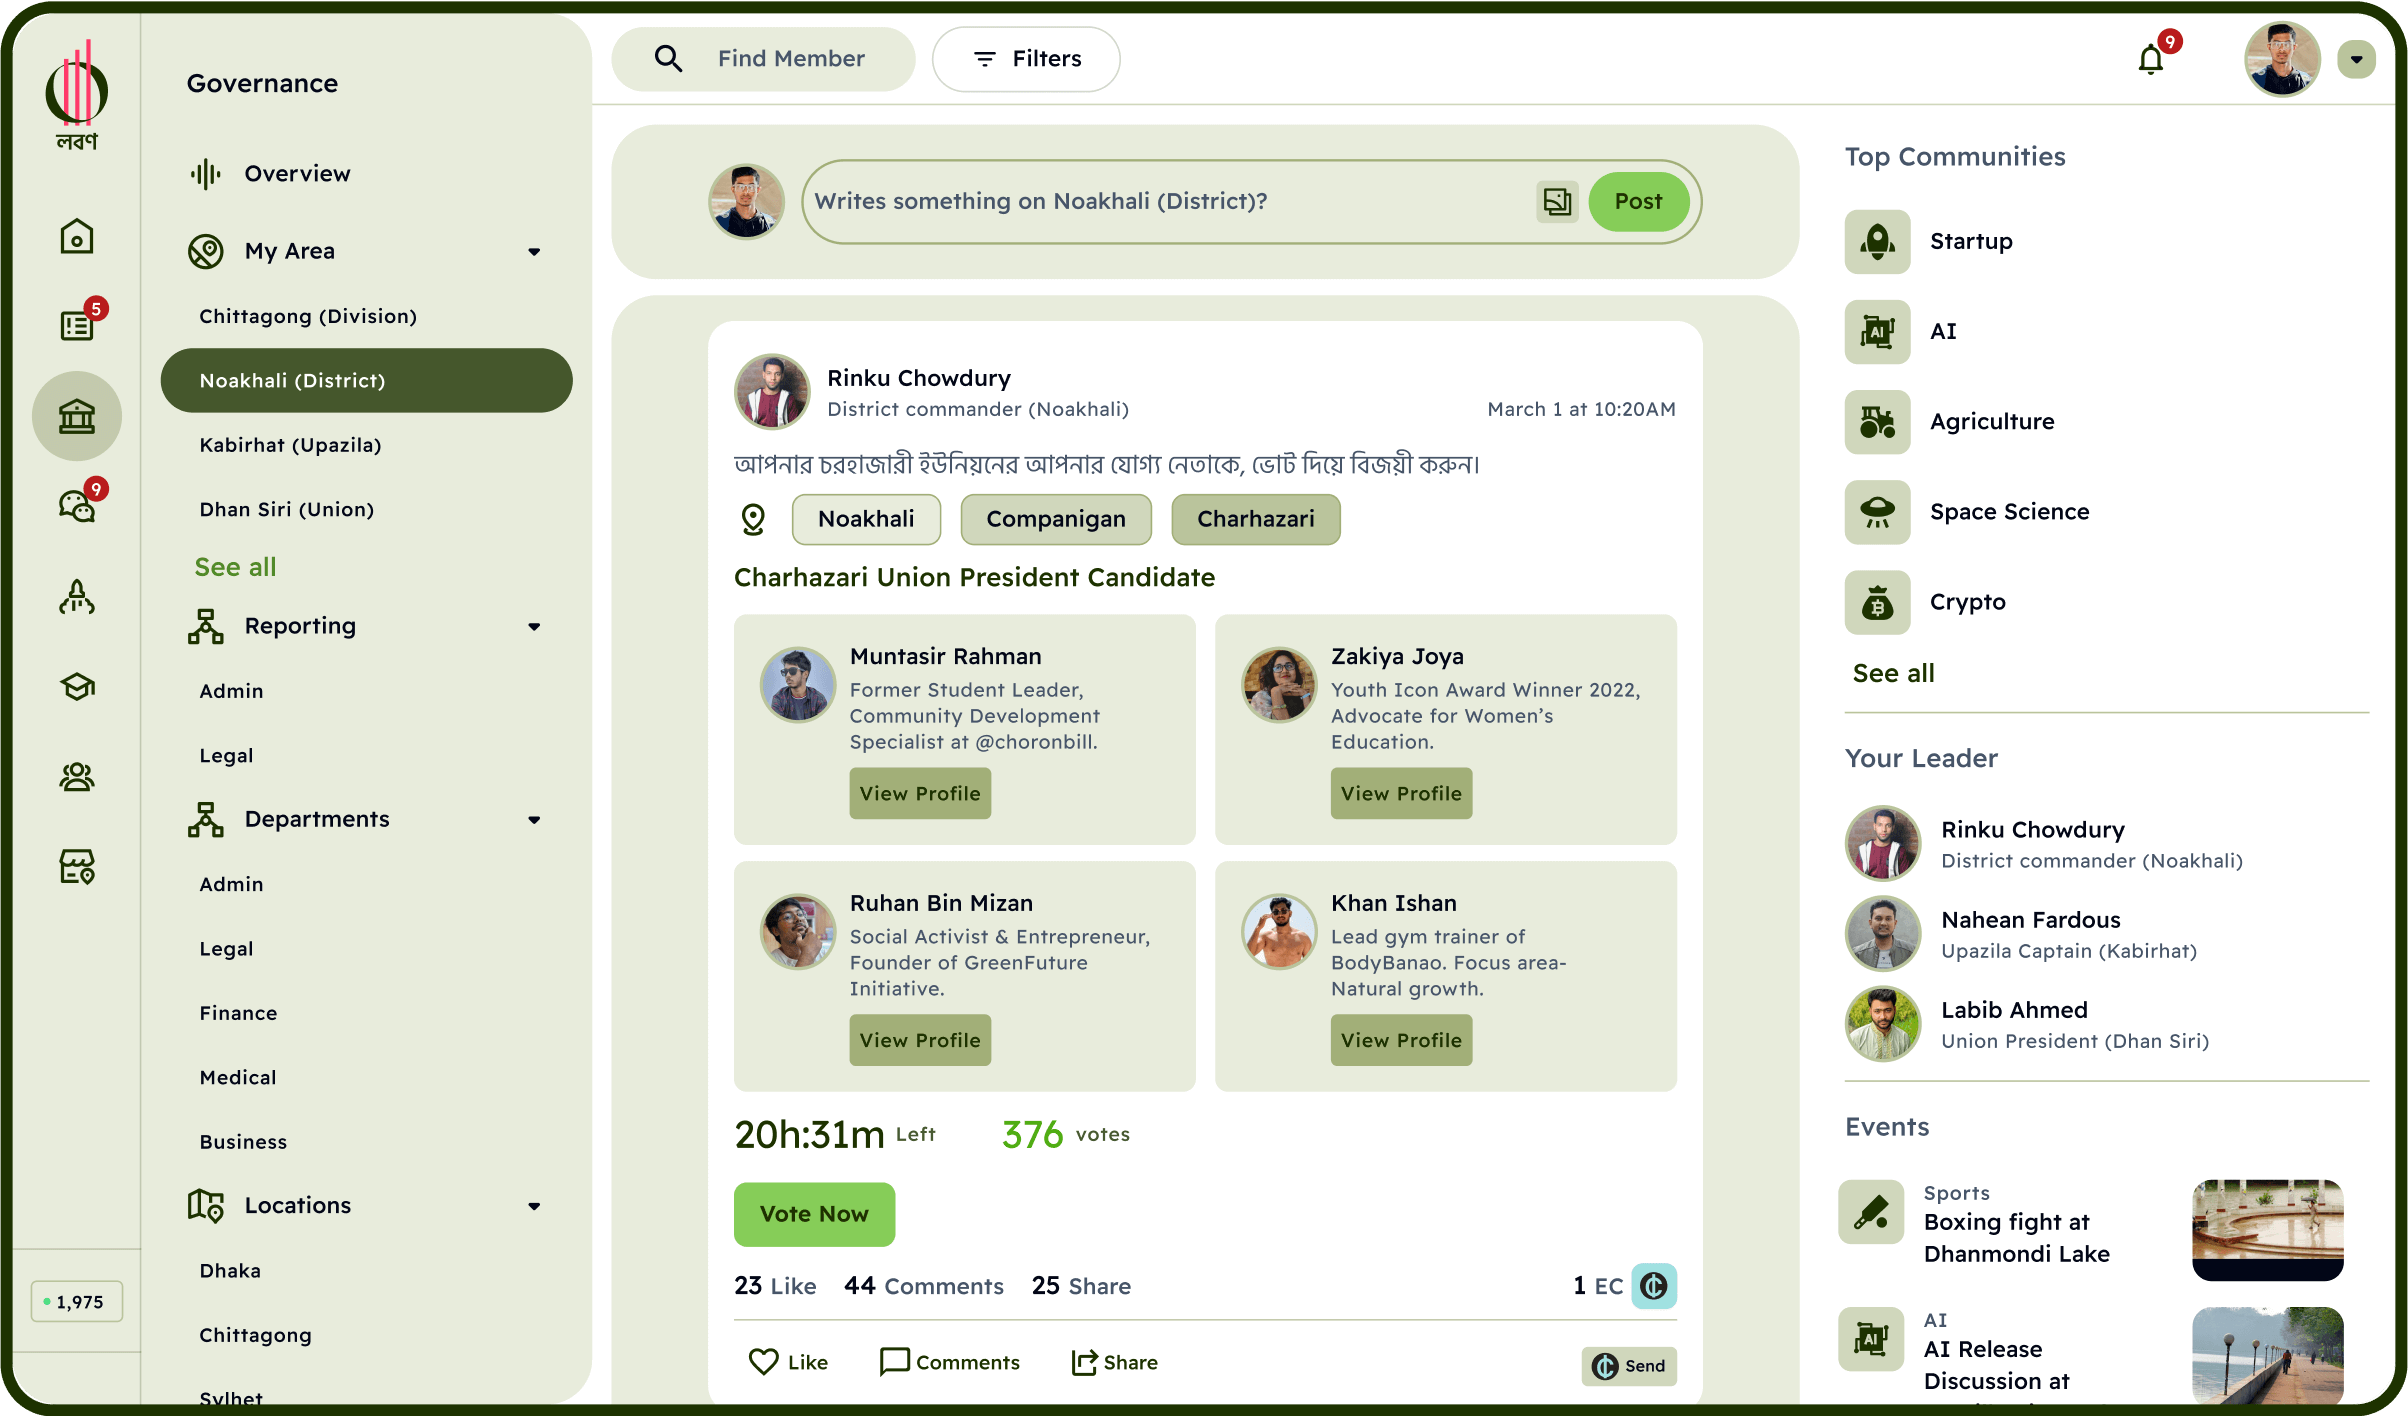 লবণ
5
9
1,975
Governance
Overview
My Area
Chittagong (Division)
Noakhali (District)
Kabirhat (Upazila)
Dhan Siri (Union)
See all
Reporting
Admin
Legal
Departments
Admin
Legal
Finance
Medical
Business
Locations
Dhaka
Chittagong
Sylhet
Find Member
Filters
9
Writes something on Noakhali (District)?
Post
Rinku Chowdury
District commander (Noakhali)
March 1 at 10:20AM
আপনার চরহাজারী ইউনিয়নের আপনার যোগ্য নেতাকে, ভোট দিয়ে বিজয়ী করুন।
Noakhali
Companigan
Charhazari
Charhazari Union President Candidate
Muntasir Rahman
Former Student Leader,
Community Development
Specialist at @choronbill.
View Profile
Zakiya Joya
Youth Icon Award Winner 2022,
Advocate for Women’s
Education.
View Profile
Ruhan Bin Mizan
Social Activist & Entrepreneur,
Founder of GreenFuture
Initiative.
View Profile
Khan Ishan
Lead gym trainer of
BodyBanao. Focus area-
Natural growth.
View Profile
20h:31m Left
376 votes
Vote Now
23 Like
44 Comments
25 Share
1 EC
Like
Comments
Share
Send
Top Communities
Startup
AI
AI
Agriculture
Space Science
Crypto
See all
Your Leader
Rinku Chowdury
District commander (Noakhali)
Nahean Fardous
Upazila Captain (Kabirhat)
Labib Ahmed
Union President (Dhan Siri)
Events
Sports
Boxing fight at
Dhanmondi Lake
AI
AI
AI Release
Discussion at